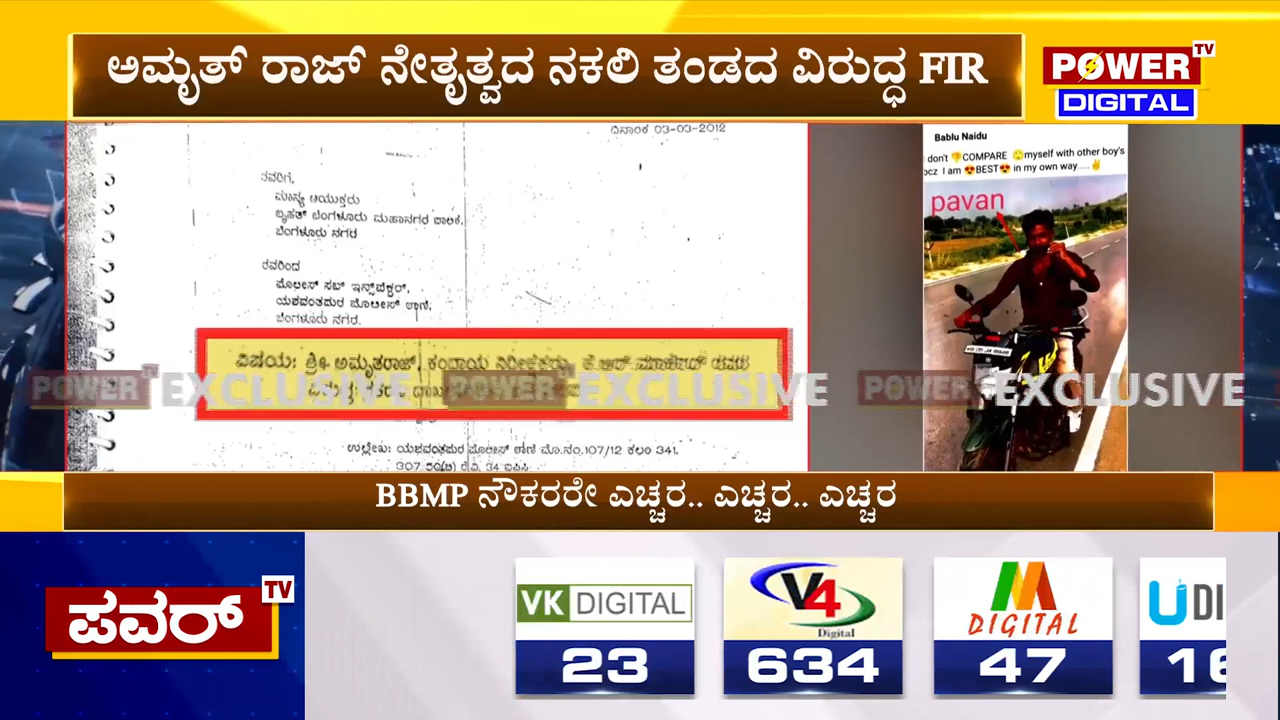 ಅಮೃತ್ ರಾಜ್ ನೇತೃತ್ವದ ನಕಲಿ ತಂಡದ ವಿರುದ್ಧ FIR
POWER TV
DIGITAL
ದಿನಾಂಕ 03-03-2012
ರವರಿಗೆ,
ಮಾನ್ಯ ಆಯುಕ್ತರು
ಬೃಹತ್ ಬೆಂಗಳೂರು ಮಹಾನಗರ ಪಾಲಿಕೆ,
ಬೆಂಗಳೂರು ನಗರ
ರವರಿಂದ
ಪೊಲೀಸ್ ಸಬ್ ಇನ್ಸ್‌ಪೆಕ್ಟರ್,
ಯಶವಂತಪುರ ಪೊಲೀಸ್ ಠಾಣೆ,
ಬೆಂಗಳೂರು ನಗರ.
ವಿಷಯ: ಶ್ರೀ ಅಮೃತರಾಜ್, ಕಂದಾಯ
ಉಲ್ಲೇಖ: ಯಶವಂತಪುರ ಪೊಲೀಸ್ ಠಾಣೆ ಮೊ.ನಂ.107/12 ಕಲಂ 341,
Bablu Naidu
don't 👎COMPARE myself with other boy's
I am 😍BEST😍 in my own way.....✌
pavan
POWER TV EXCLUSIVE
POWER EXCLUSIVE
POWER TV EXCLUSIVE
BBMP ನೌಕರರೇ ಎಚ್ಚರ.. ಎಚ್ಚರ.. ಎಚ್ಚರ
ಪವರ್ TV
VK DIGITAL
23
V4 Digital
634
M DIGITAL
47